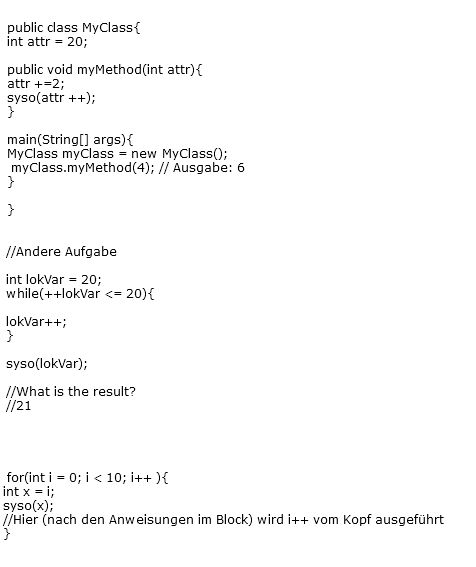 public class MyClass{
int attr = 20;
public void myMethod(int attr){
attr +=2;
syso(attr ++);
}
main(String[] args){
MyClass myClass = new MyClass();
myClass.myMethod(4); // Ausgabe: 6
}
}
//Andere Aufgabe
int lokVar = 20;
while(++lokVar <= 20){
lokVar++;
}
syso(lokVar);
//What is the result?
//21
for(int i = 0; i < 10; i++ ){
int x = i;
syso(x);
//Hier (nach den Anweisungen im Block) wird i++ vom Kopf ausgeführt
}